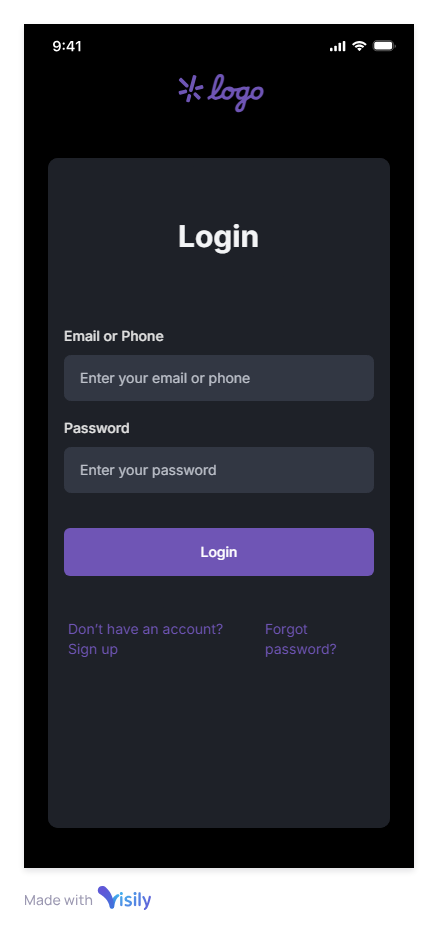 9:41
logo
Login
Email or Phone
Enter your email or phone
Password
Enter your password
Login
Don't have an account?
Sign up
Forgot
password?
Made with Visily